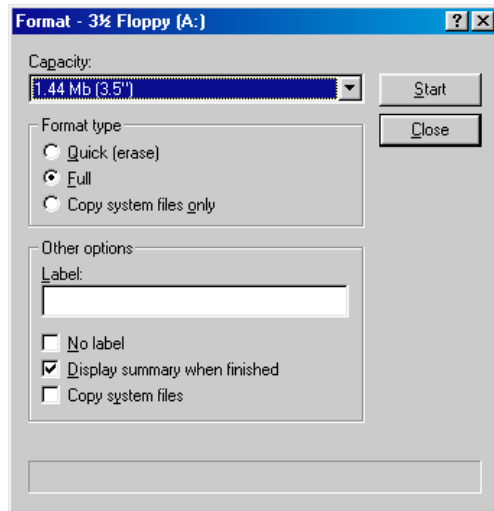 Format - 3½ Floppy (A:)
Capacity:
1.44 Mb (3.5")
Start
Format type
Close
Quick (erase)
Full
Copy system files only
Other options
Label:
No label
Display summary when finished
Copy system files